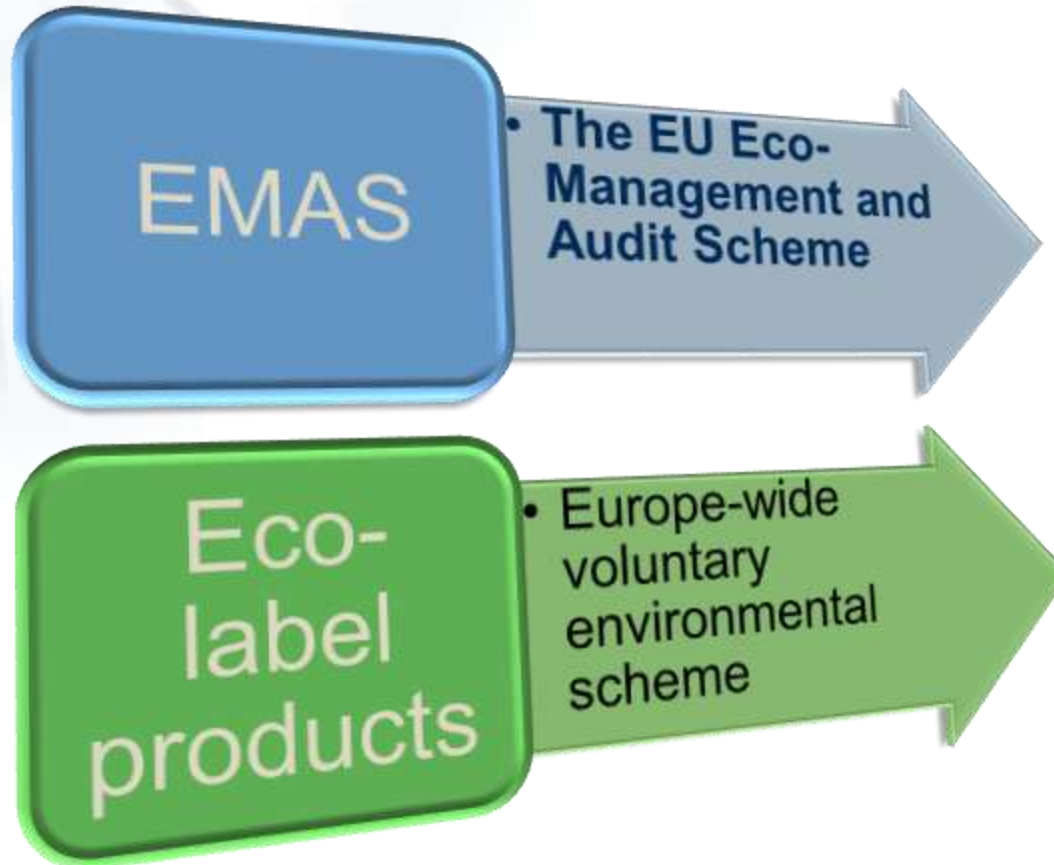 EMAS
• The EU Eco-
Management and
Audit Scheme
Eco-
label
products
• Europe-wide
voluntary
environmental
scheme